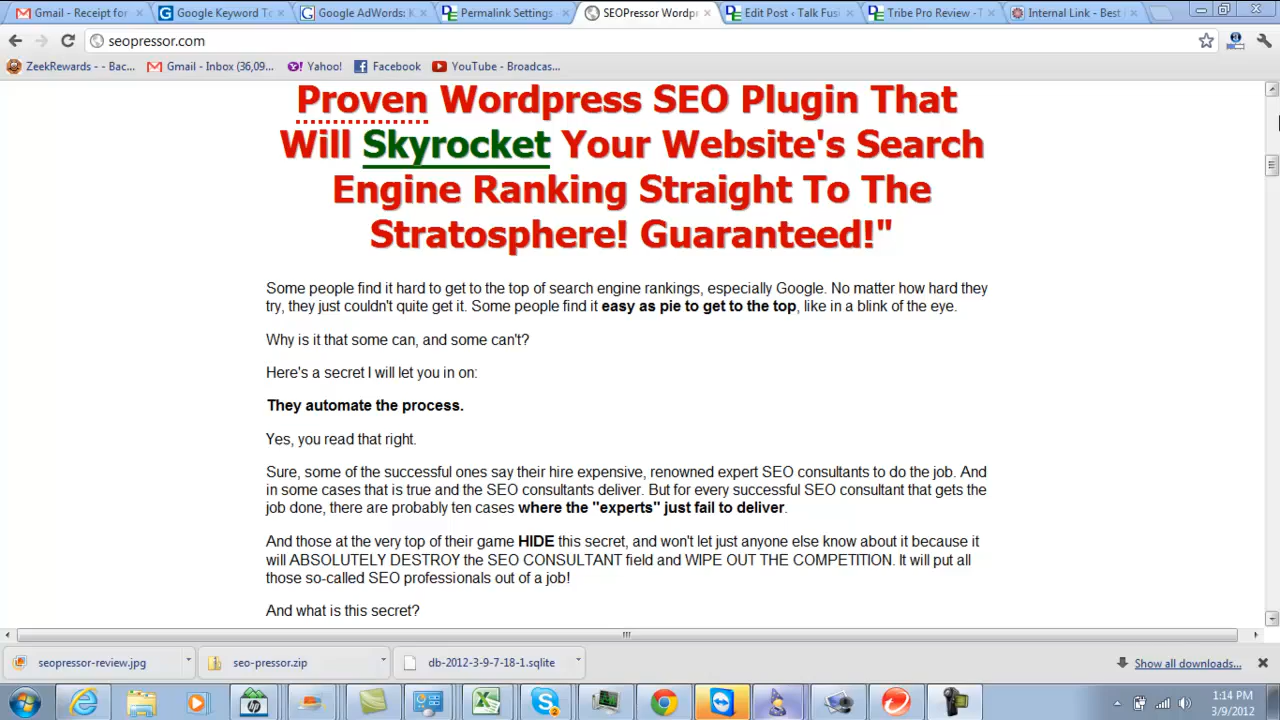 Gmail - Receipt for
Google Keyword To
Google AdWords: K
Permalink Settings
SEOPressor Wordpr
Edit Post ‹ Talk Fus
Tribe Pro Review - T
Internal Link - Best
seopressor.com
ZeekRewards - - Bac...
Gmail - Inbox (36,09...
Yahoo!
Facebook
YouTube - Broadcas...
Proven Wordpress SEO Plugin That
Will Skyrocket Your Website's Search
Engine Ranking Straight To The
Stratosphere! Guaranteed!"
Some people find it hard to get to the top of search engine rankings, especially Google. No matter how hard they
try, they just couldn't quite get it. Some people find it easy as pie to get to the top, like in a blink of the eye.
Why is it that some can, and some can't?
Here's a secret I will let you in on:
They automate the process.
Yes, you read that right.
Sure, some of the successful ones say their hire expensive, renowned expert SEO consultants to do the job. And
in some cases that is true and the SEO consultants deliver. But for every successful SEO consultant that gets the
job done, there are probably ten cases where the "experts" just fail to deliver.
And those at the very top of their game HIDE this secret, and won't let just anyone else know about it because it
will ABSOLUTELY DESTROY the SEO CONSULTANT field and WIPE OUT THE COMPETITION. It will put all
those so-called SEO professionals out of a job!
And what is this secret?
seopressor-review.jpg
seo-pressor.zip
db-2012-3-9-7-18-1.sqlite
Show all downloads...
1:14 PM
3/9/2012